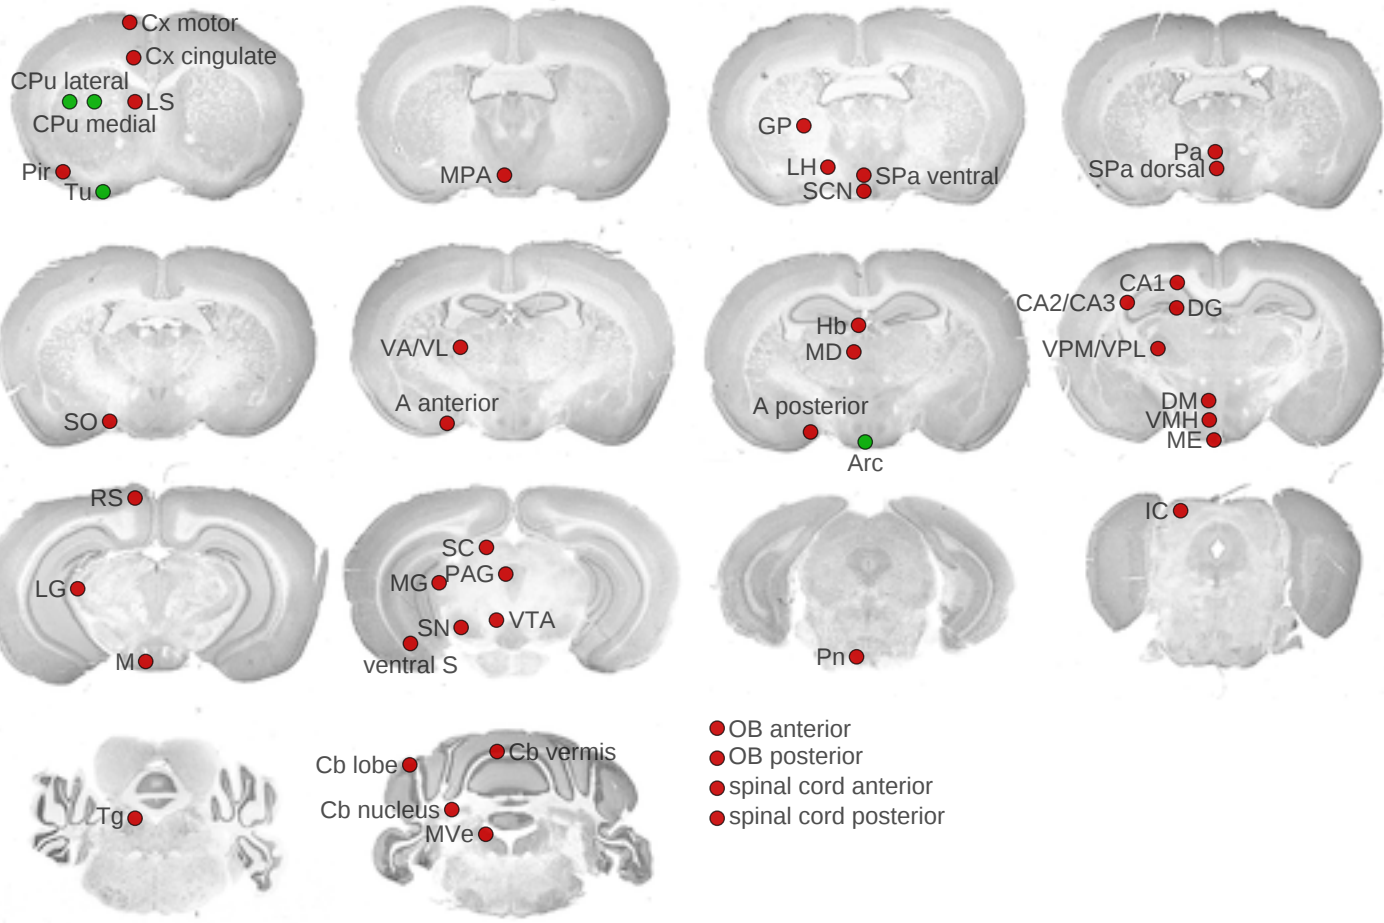 Cx motor
Cx cingulate
CPu lateral
LS
CPu medial
Pir
Tu
MPA
GP
LH
SPa ventral
SCN
Pa
SPa dorsal
SO
VA/VL
A anterior
Hb
MD
A posterior
Arc
CA1
CA2/CA3
DG
VPM/VPL
DM
VMH
ME
RS
LG
M
SC
MG
PAG
SN
VTA
ventral S
Pn
IC
Tg
Cb lobe
Cb vermis
Cb nucleus
MVe
OB anterior
OB posterior
spinal cord anterior
spinal cord posterior